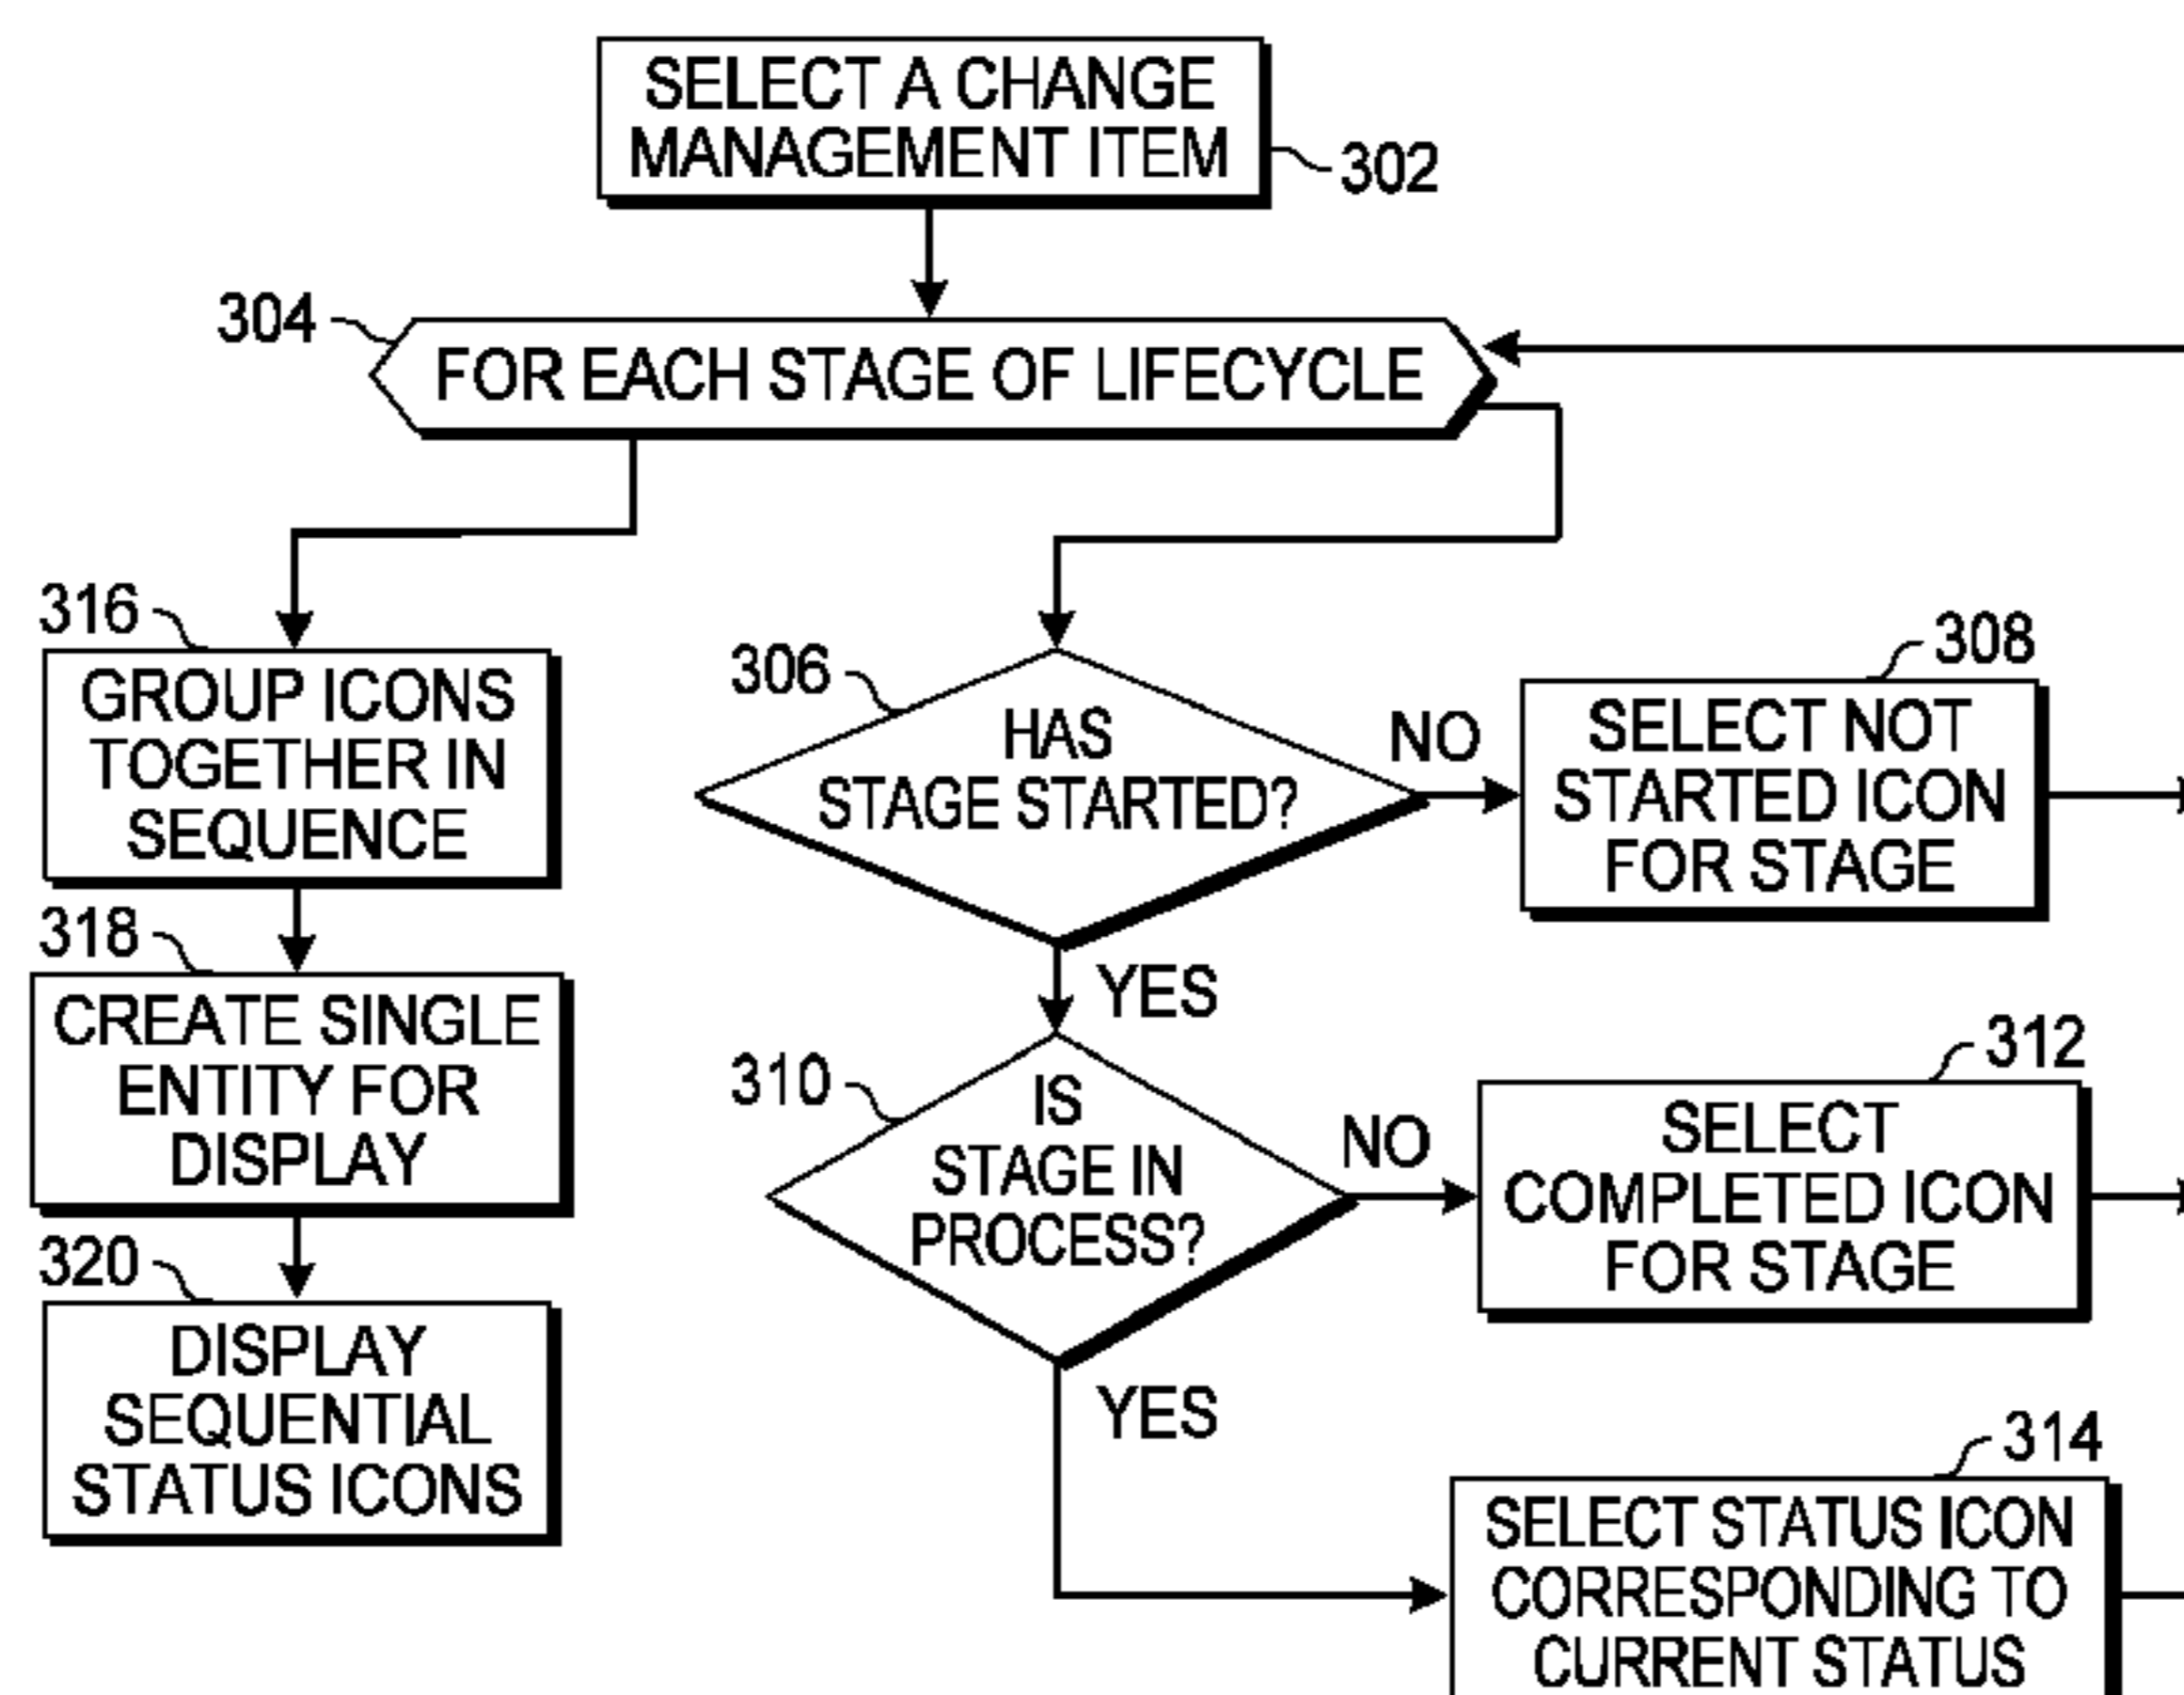 SELECT A CHANGE
MANAGEMENT ITEM
302
304
FOR EACH STAGE OF LIFECYCLE
316
GROUP ICONS
TOGETHER IN
SEQUENCE
318
CREATE SINGLE
ENTITY FOR
DISPLAY
320
DISPLAY
SEQUENTIAL
STATUS ICONS
306
HAS
STAGE STARTED?
NO
308
SELECT NOT
STARTED ICON
FOR STAGE
YES
310
IS
STAGE IN
PROCESS?
NO
312
SELECT
COMPLETED ICON
FOR STAGE
YES
314
SELECT STATUS ICON
CORRESPONDING TO
CURRENT STATUS